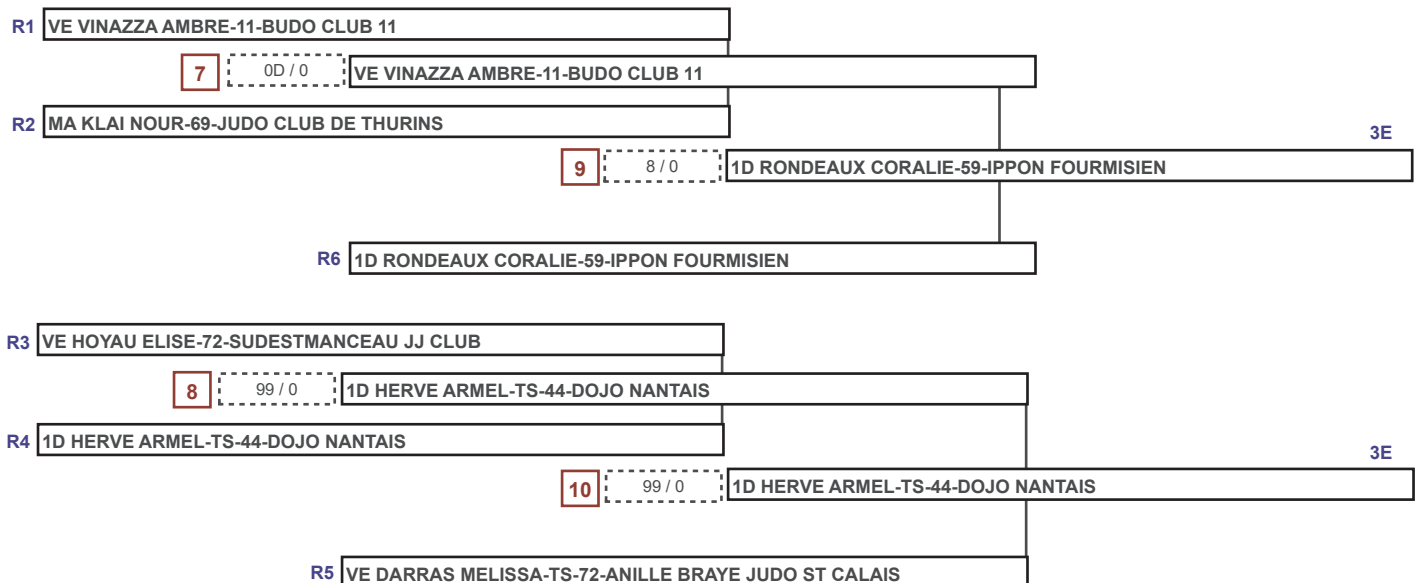 R1 VE VINAZZA AMBRE-11-BUDO CLUB 11
7 0D / 0 VE VINAZZA AMBRE-11-BUDO CLUB 11
R2 MA KLAI NOUR-69-JUDO CLUB DE THURINS
3E
9 8 / 0 1D RONDEAUX CORALIE-59-IPPON FOURMISIEN
R6 1D RONDEAUX CORALIE-59-IPPON FOURMISIEN
R3 VE HOYAU ELISE-72-SUDESTMANCEAU JJ CLUB
8 99 / 0 1D HERVE ARMEL-TS-44-DOJO NANTAIS
R4 1D HERVE ARMEL-TS-44-DOJO NANTAIS
3E
10 99 / 0 1D HERVE ARMEL-TS-44-DOJO NANTAIS
R5 VE DARRAS MELISSA-TS-72-ANILLE BRAYE JUDO ST CALAIS